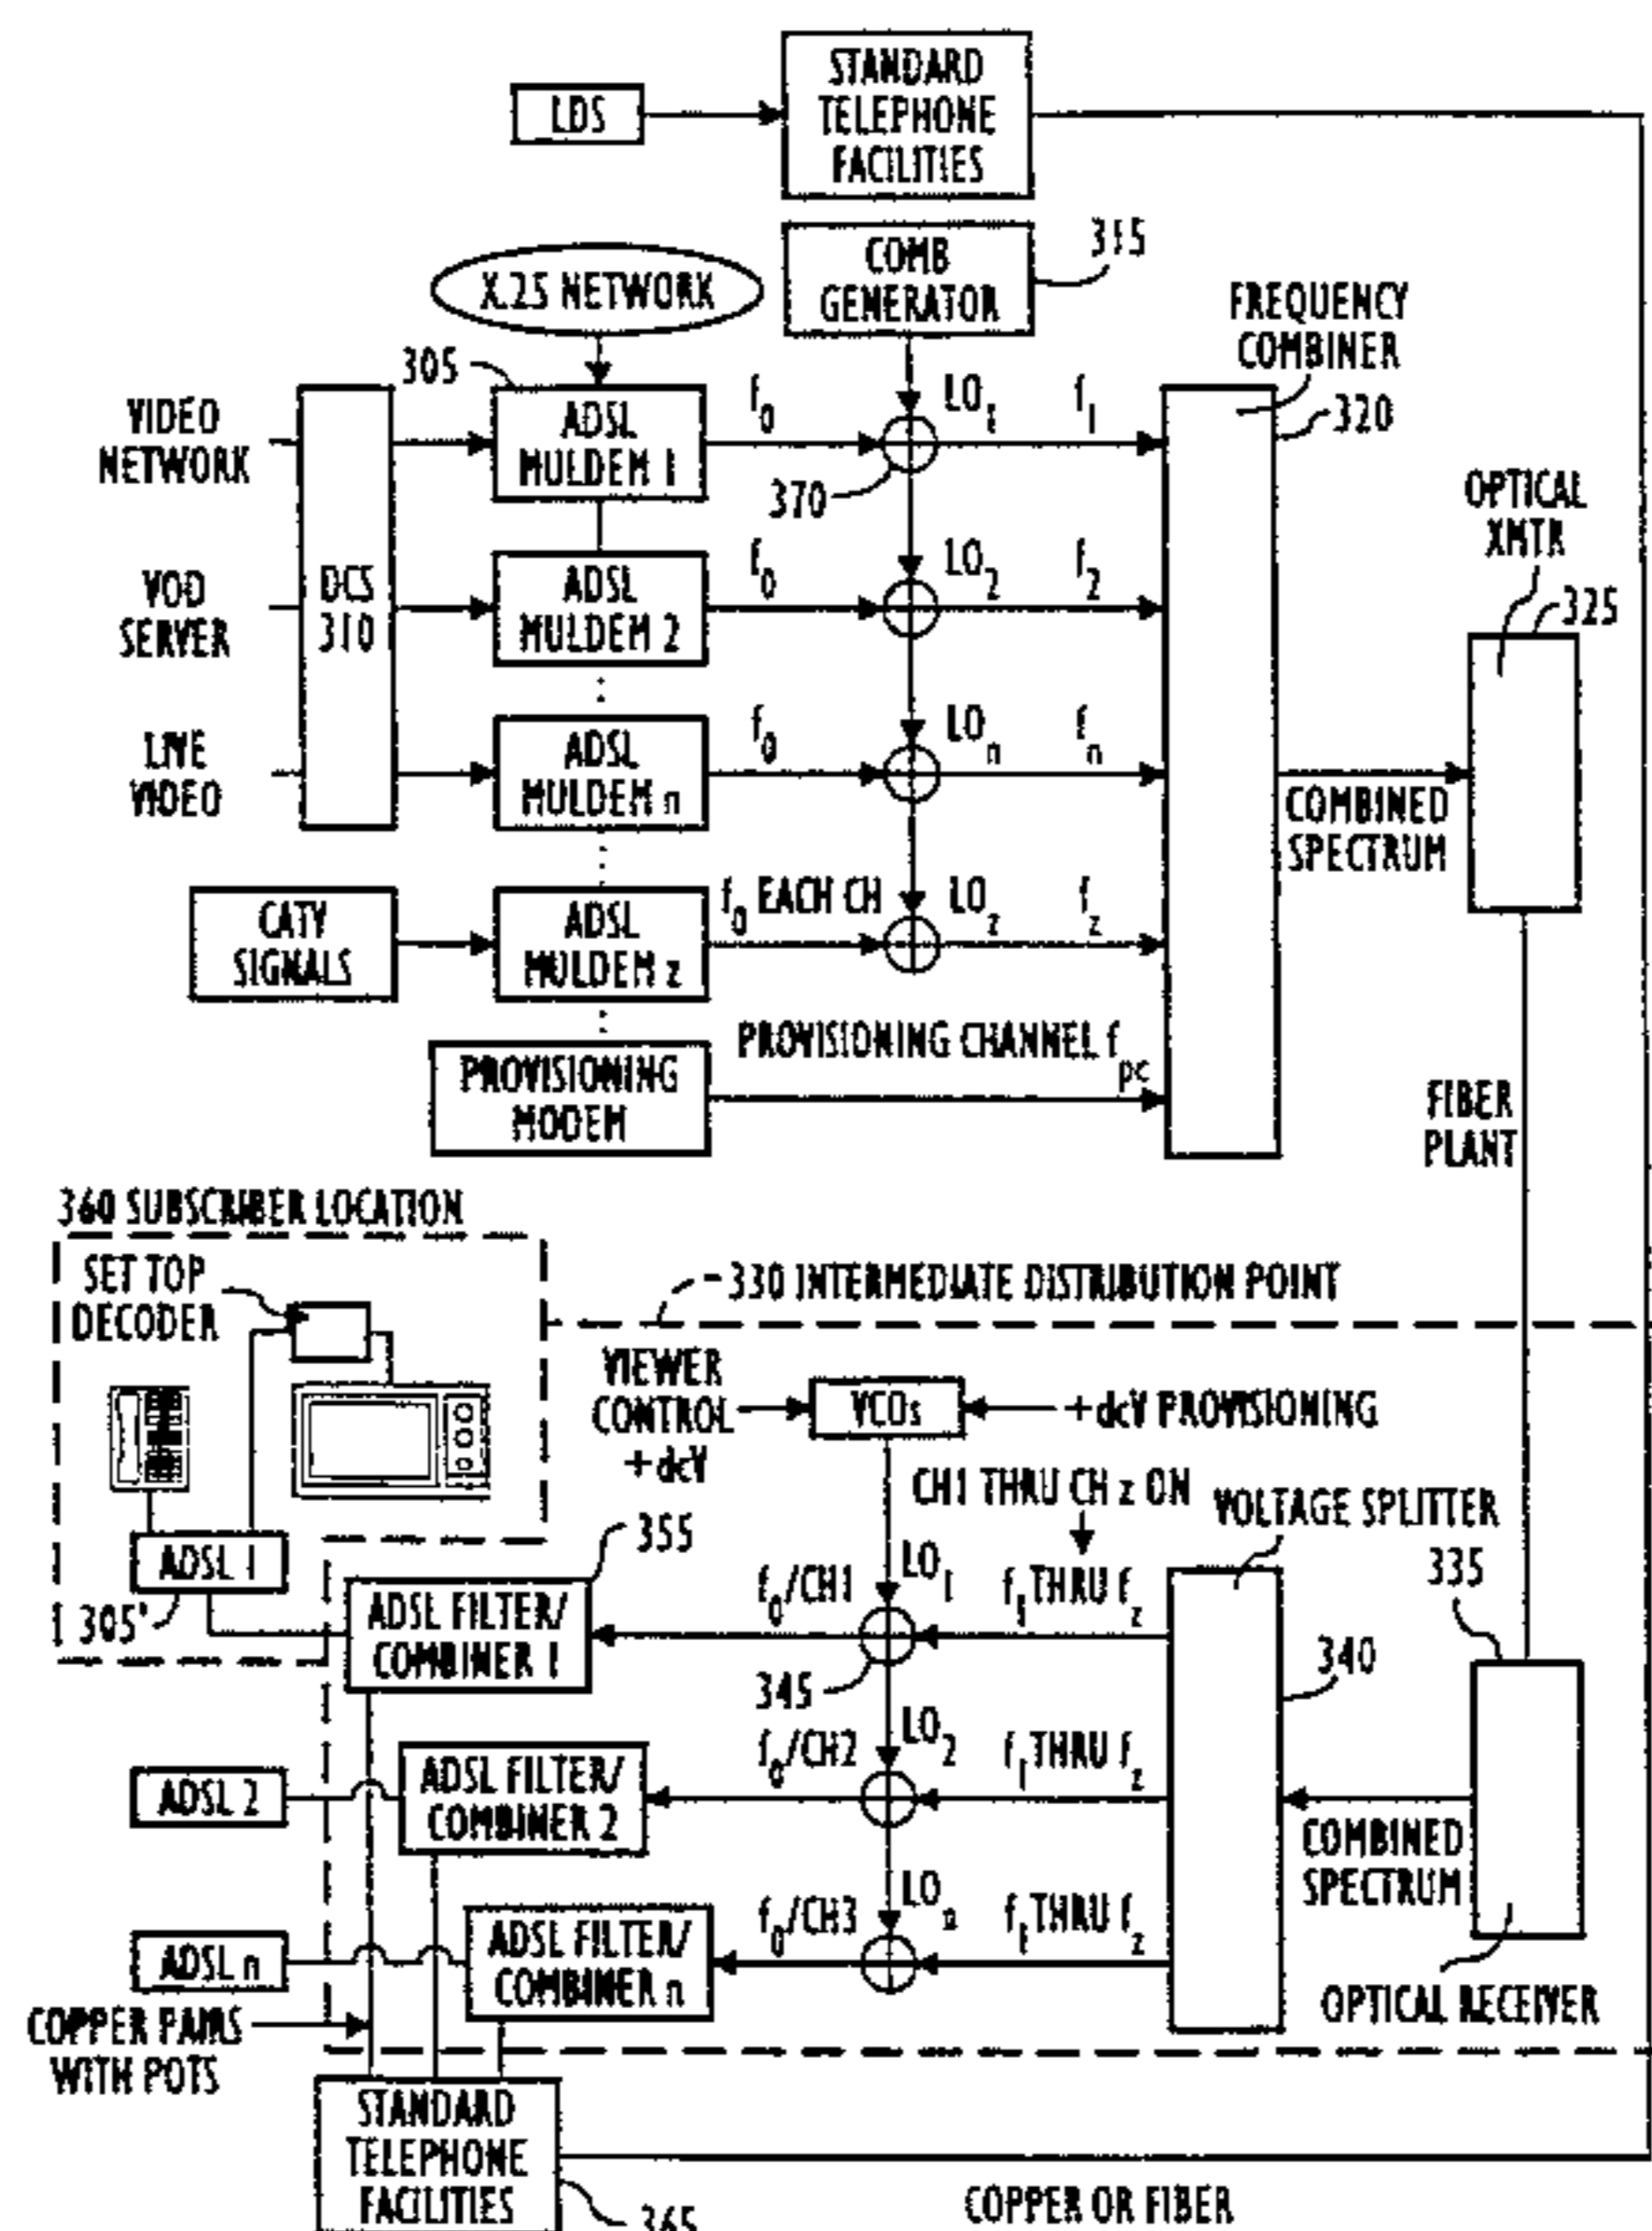 LDS
STANDARD
TELEPHONE
FACILITIES
X.25 NETWORK
COMB
GENERATOR
315
FREQUENCY
COMBINER
320
305
VIDEO
NETWORK
VOD
SERVER
LIVE
VIDEO
DCS
310
ADSL
MULDEM 1
f0
370
LO1
f1
ADSL
MULDEM 2
f0
LO2
f2
ADSL
MULDEM n
f0
LOn
fn
CATV
SIGNALS
ADSL
MULDEM z
f0 EACH CH
LOz
fz
PROVISIONING
MODEM
PROVISIONING CHANNEL fpc
COMBINED
SPECTRUM
OPTICAL
XMTR
325
FIBER
PLANT
360 SUBSCRIBER LOCATION
SET TOP
DECODER
ADSL 1
305'
330 INTERMEDIATE DISTRIBUTION POINT
VIEWER
CONTROL
+dcV
VCOs
+dcV PROVISIONING
CH1 THRU CH z ON
VOLTAGE SPLITTER
335
355
ADSL FILTER/
COMBINER 1
f0/CH1
LO1
f1 THRU fz
345
340
ADSL 2
ADSL FILTER/
COMBINER 2
f0/CH2
LO2
f1 THRU fz
COMBINED
SPECTRUM
ADSL n
ADSL FILTER/
COMBINER n
f0/CH3
LOn
f1 THRU fz
OPTICAL RECEIVER
COPPER PAIRS
WITH POTS
STANDARD
TELEPHONE
FACILITIES
365
COPPER OR FIBER